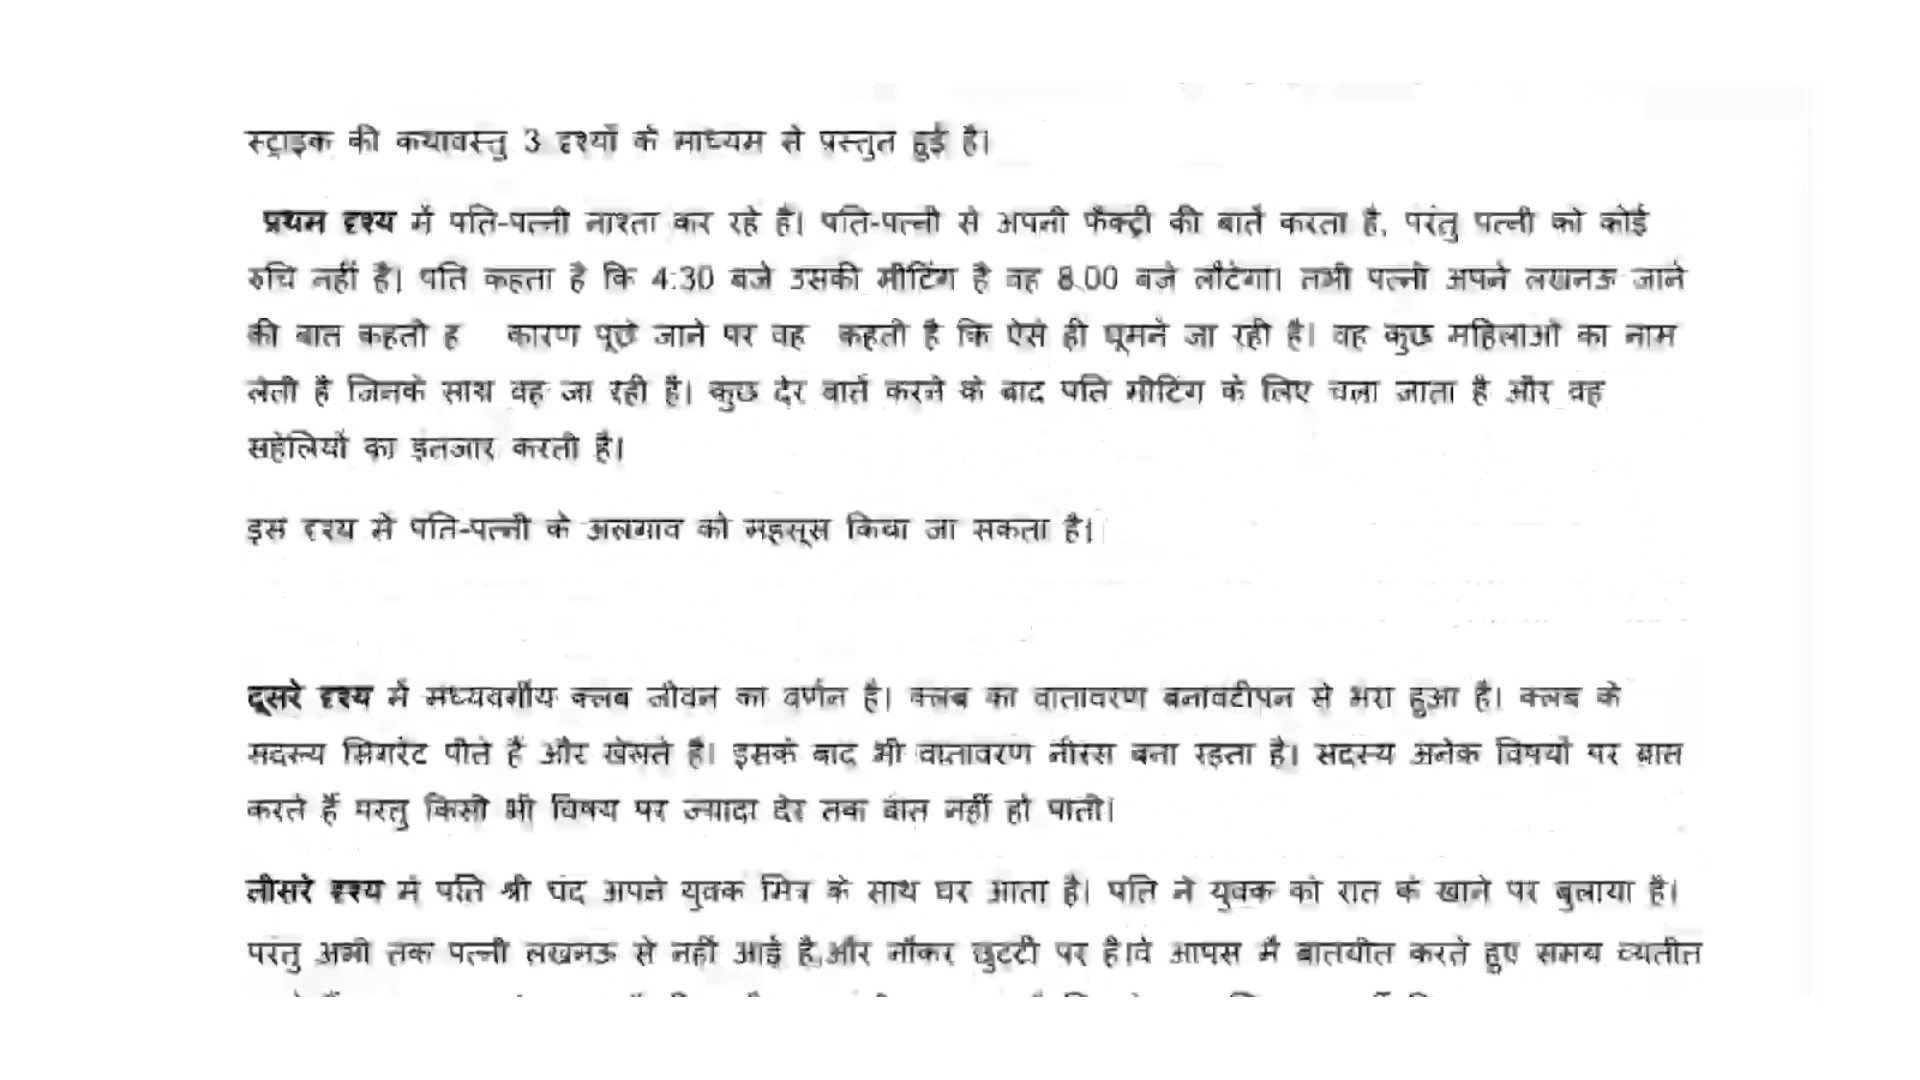 स्ट्राइक की कथावस्तु 3 दृश्यों के माध्यम से प्रस्तुत हुई है।
प्रथम दृश्य में पति-पत्नी नाश्ता कर रहे है। पति-पत्नी से अपनी फैक्ट्री की बातें करता है, परंतु पत्नी को कोई
रुचि नहीं है। पति कहता है कि 4:30 बजे उसकी मीटिंग है वह 8.00 बजे लौटेगा। तभी पत्नी अपने लखनऊ जाने
की बात कहती ह कारण पूछे जाने पर वह कहती है कि ऐसे ही घूमने जा रही है। वह कुछ महिलाओं का नाम
लेती है जिनके साथ वह जा रही है। कुछ देर बातें करने के बाद पति मीटिंग के लिए चला जाता है और वह
सहेलियों का इंतजार करती है।
इस दृश्य में पति-पत्नी के अलगाव को महसूस किया जा सकता है।
दूसरे दृश्य में मध्यवर्गीय क्लब जीवन का वर्णन है। क्लब का वातावरण बनावटीपन से भरा हुआ है। क्लब के
सदस्य सिगरेट पीते हैं और खेलते है। इसके बाद भी वातावरण नीरस बना रहता है। सदस्य अनेक विषयों पर बात
करते हैं परंतु किसी भी विषय पर ज्यादा देर तक बात नहीं हो पाती।
तीसरे दृश्य में पति श्री चंद अपने युवक मित्र के साथ घर आता है। पति ने युवक को रात के खाने पर बुलाया है।
परंतु अभी तक पत्नी लखनऊ से नहीं आई है,और नौकर छुटटी पर है।वे आपस में बातचीत करते हुए समय व्यतीत